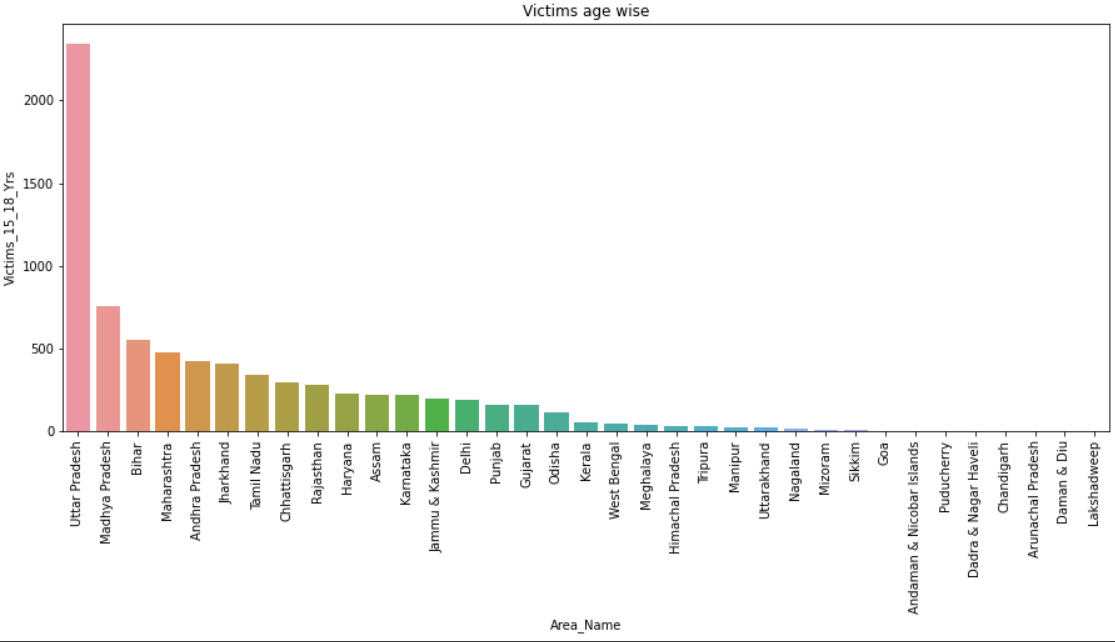 Victims age wise
Victims_15_18_Yrs
2000
1500
1000
500
0
Uttar Pradesh
Madhya Pradesh
Bihar
Maharashtra
Andhra Pradesh
Jharkhand
Tamil Nadu
Chhattisgarh
Rajasthan
Haryana
Assam
Karnataka
Jammu & Kashmir
Delhi
Punjab
Gujarat
Odisha
Kerala
West Bengal
Meghalaya
Himachal Pradesh
Tripura
Manipur
Uttarakhand
Nagaland
Mizoram
Sikkim
Goa
Andaman & Nicobar Islands
Puducherry
Dadra & Nagar Haveli
Chandigarh
Arunachal Pradesh
Daman & Diu
Lakshadweep
Area_Name